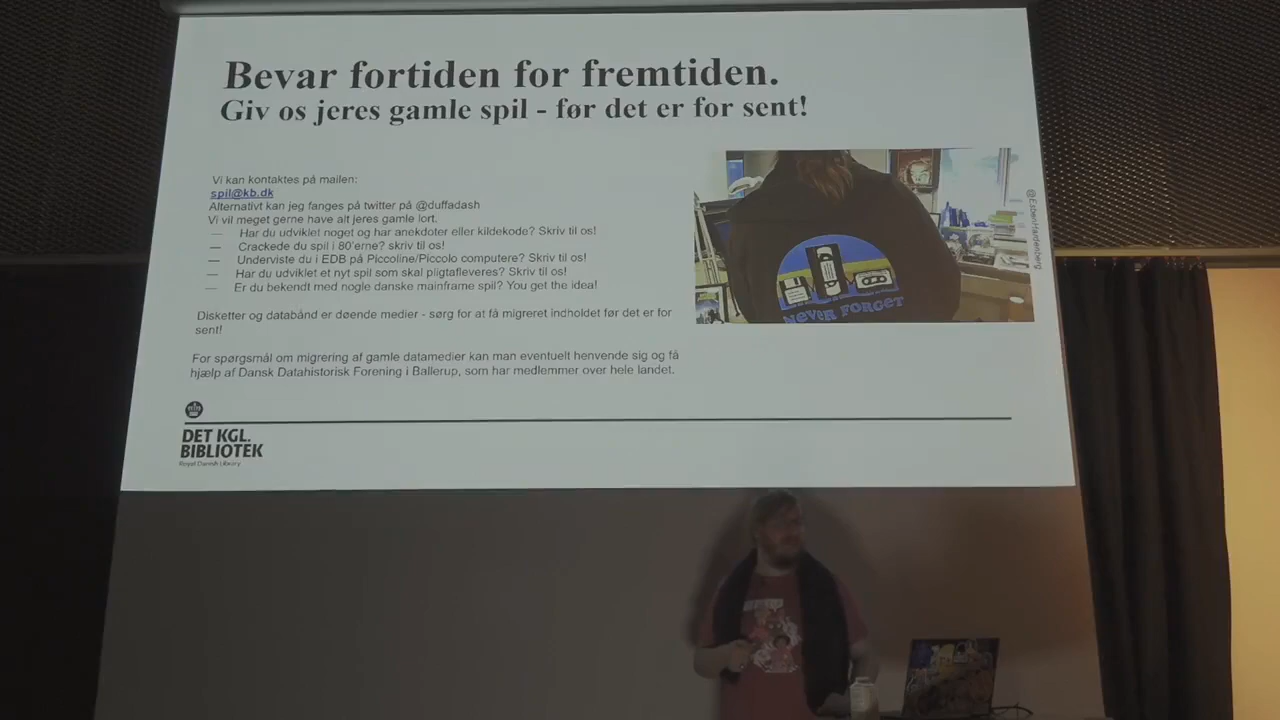 Bevar fortiden for fremtiden.
Giv os jeres gamle spil - før det er for sent!
Vi kan kontaktes på mailen:
spil@kb.dk
Alternativt kan jeg fanges på twitter på @duffadash
Vi vil meget gerne have alt jeres gamle lort.
— Har du udviklet noget og har anekdoter eller kildekode? Skriv til os!
— Crackede du spil i 80'erne? skriv til os!
— Underviste du i EDB på Piccoline/Piccolo computere? Skriv til os!
— Har du udviklet et nyt spil som skal pligtafleveres? Skriv til os!
— Er du bekendt med nogle danske mainframe spil? You get the idea!
Disketter og databånd er døende medier - sørg for at få migreret indholdet før det er for
sent!
For spørgsmål om migrering af gamle datamedier kan man eventuelt henvende sig og få
hjælp af Dansk Datahistorisk Forening i Ballerup, som har medlemmer over hele landet.
NEVER FORGET
@EsbenHardenberg
DET KGL.
BIBLIOTEK
Royal Danish Library